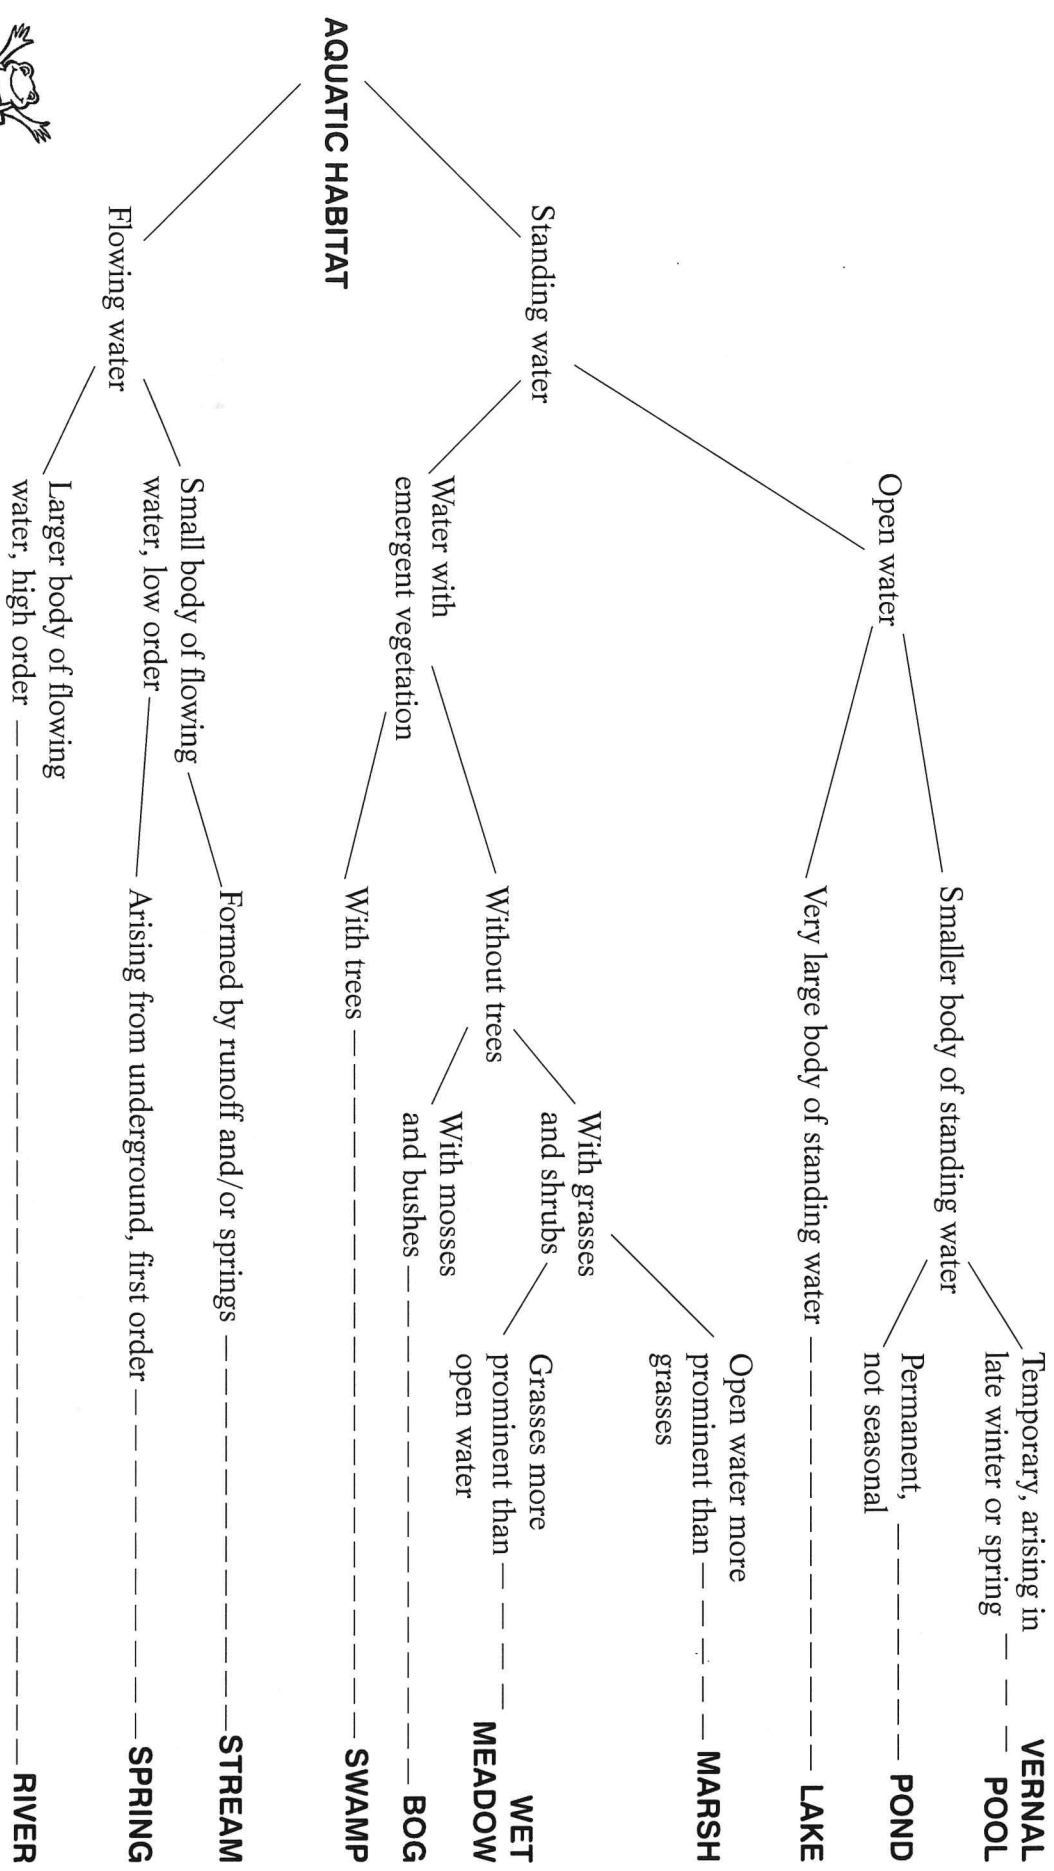 AQUATIC HABITAT
Standing water
Open water
Smaller body of standing water
Temporary, arising in
late winter or spring
VERNAL
POOL
Permanent,
not seasonal
POND
Very large body of standing water
LAKE
Water with
emergent vegetation
Without trees
With grasses
and shrubs
Open water more
prominent than
grasses
MARSH
Grasses more
prominent than
open water
WET
MEADOW
With mosses
and bushes
BOG
With trees
SWAMP
Flowing water
Small body of flowing
water, low order
Formed by runoff and/or springs
STREAM
Arising from underground, first order
SPRING
Larger body of flowing
water, high order
RIVER